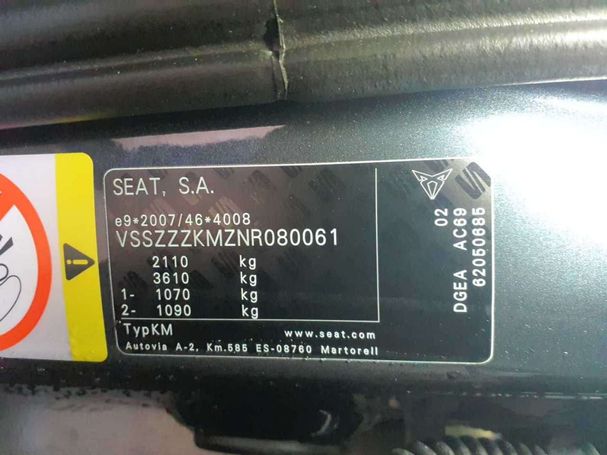 SEAT, S.A.
e9*2007/46*4008
VSSZZZKMZNR080061
2110 kg
3610 kg
1- 1070 kg
2- 1090 kg
TypKM www.seat.com
Autovia A-2, Km.585 ES-08760 Martorell
02
DGEA AC69
62050685